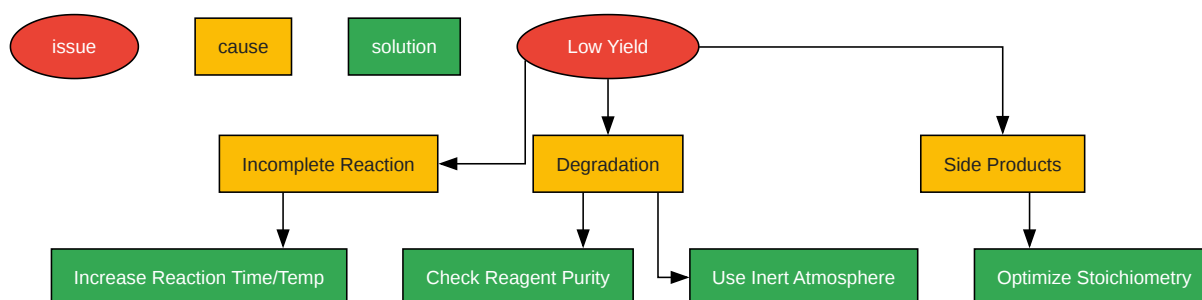 issue
cause
solution
Low Yield
Incomplete Reaction
Degradation
Side Products
Increase Reaction Time/Temp
Check Reagent Purity
Use Inert Atmosphere
Optimize Stoichiometry